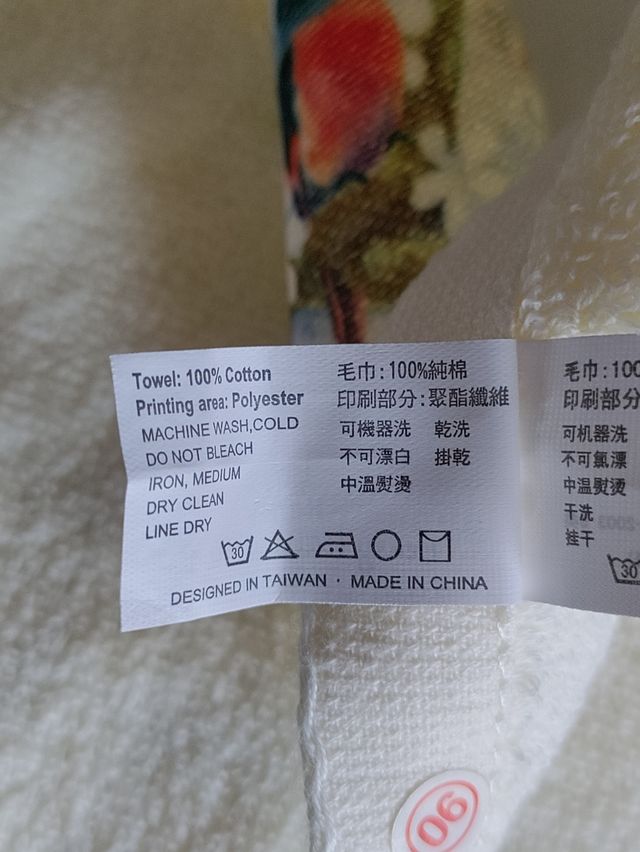 Towel: 100% Cotton
Printing area: Polyester
MACHINE WASH,COLD
DO NOT BLEACH
IRON, MEDIUM
DRY CLEAN
LINE DRY
毛巾:100%純棉
印刷部分:聚酯纖維
可機器洗 乾洗
不可漂白 掛乾
中溫熨燙
30
DESIGNED IN TAIWAN · MADE IN CHINA
毛巾:100
印刷部分
可机器洗
不可氯漂
中温熨烫
干洗
挂干
30
90